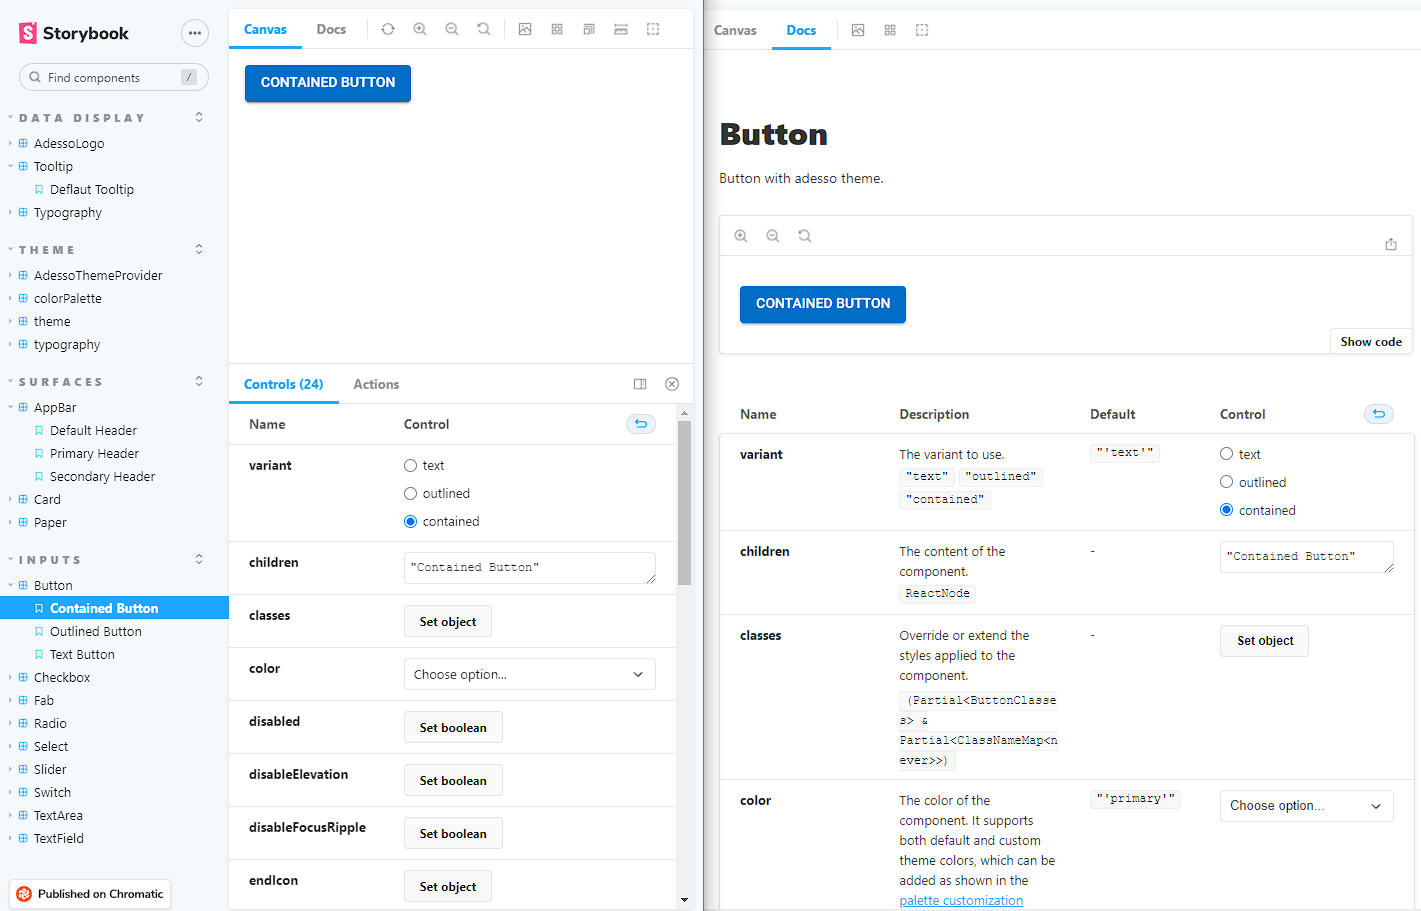 Storybook
Find components
/
DATA DISPLAY
AdessoLogo
Tooltip
Deflaut Tooltip
Typography
THEME
AdessoThemeProvider
colorPalette
theme
typography
SURFACES
AppBar
Default Header
Primary Header
Secondary Header
Card
Paper
INPUTS
Button
Contained Button
Outlined Button
Text Button
Checkbox
Fab
Radio
Select
Slider
Switch
TextArea
TextField
Published on Chromatic
Canvas Docs
CONTAINED BUTTON
Controls (24) Actions
Name Control
variant
text
outlined
contained
children "Contained Button"
classes Set object
color Choose option...
disabled Set boolean
disableElevation Set boolean
disableFocusRipple Set boolean
endIcon Set object
Canvas Docs
Button
Button with adesso theme.
CONTAINED BUTTON
Show code
Name Description Default Control
variant The variant to use. "'text'" text
"text" "outlined" outlined
"contained" contained
children The content of the - "Contained Button"
component.
ReactNode
classes Override or extend the - Set object
styles applied to the
component.
(Partial<ButtonClasse
s> &
Partial<ClassNameMap<n
ever>>)
color The color of the "'primary'" Choose option...
component. It supports
both default and custom
theme colors, which can be
added as shown in the
palette customization